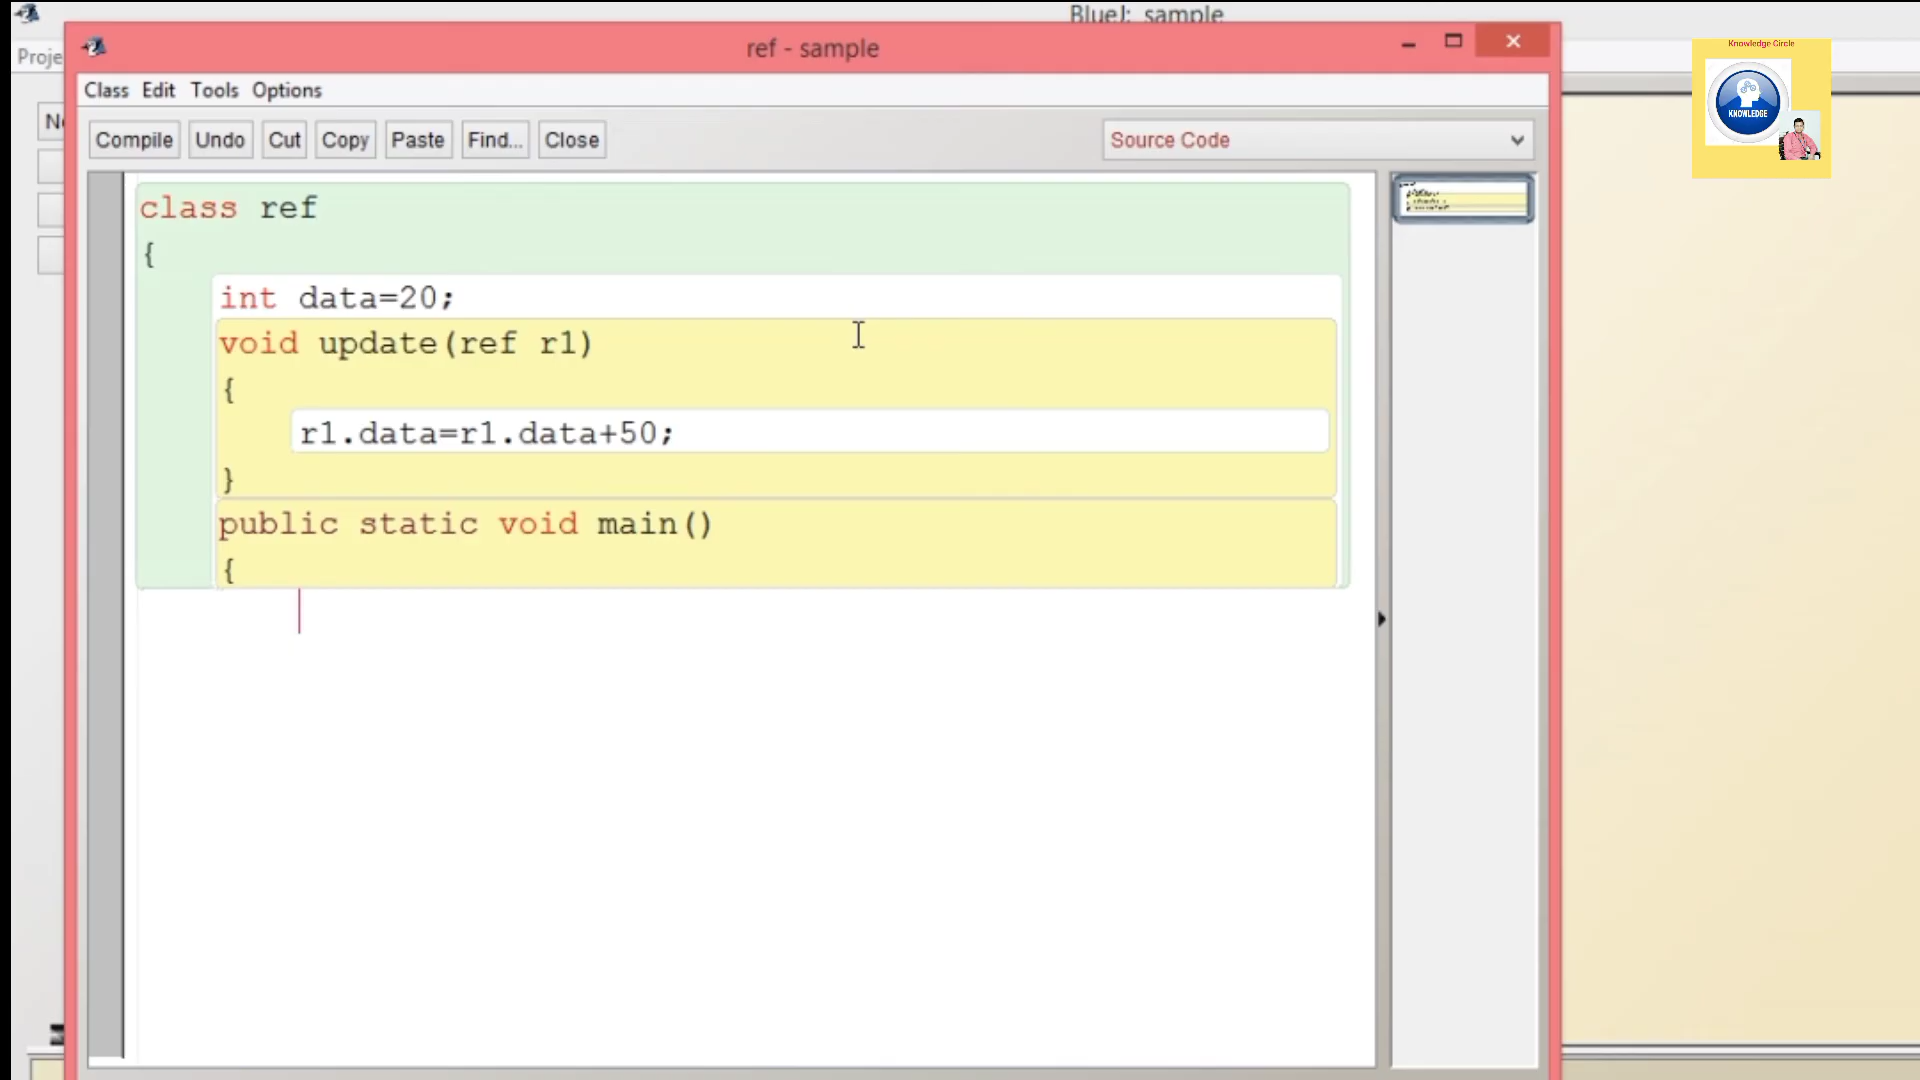 BlueJ: sample
Knowledge Circle
KNOWLEDGE
ref - sample
Class Edit Tools Options
Compile Undo Cut Copy Paste Find... Close Source Code
class ref
{
int data=20;
void update(ref r1)
{
r1.data=r1.data+50;
}
public static void main()
{